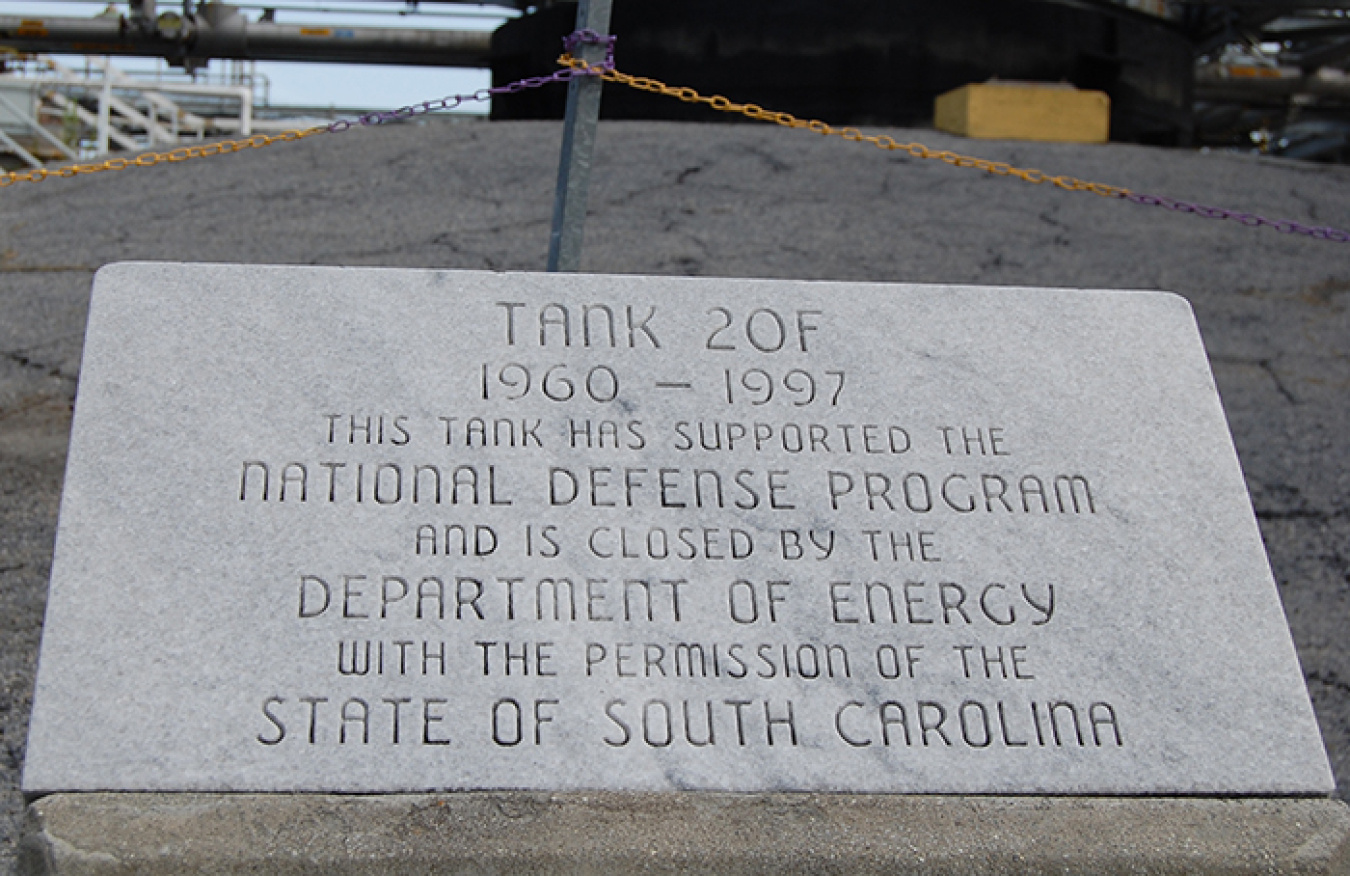 TANK 20F
1960 – 1997
THIS TANK HAS SUPPORTED THE
NATIONAL DEFENSE PROGRAM
AND IS CLOSED BY THE
DEPARTMENT OF ENERGY
WITH THE PERMISSION OF THE
STATE OF SOUTH CAROLINA